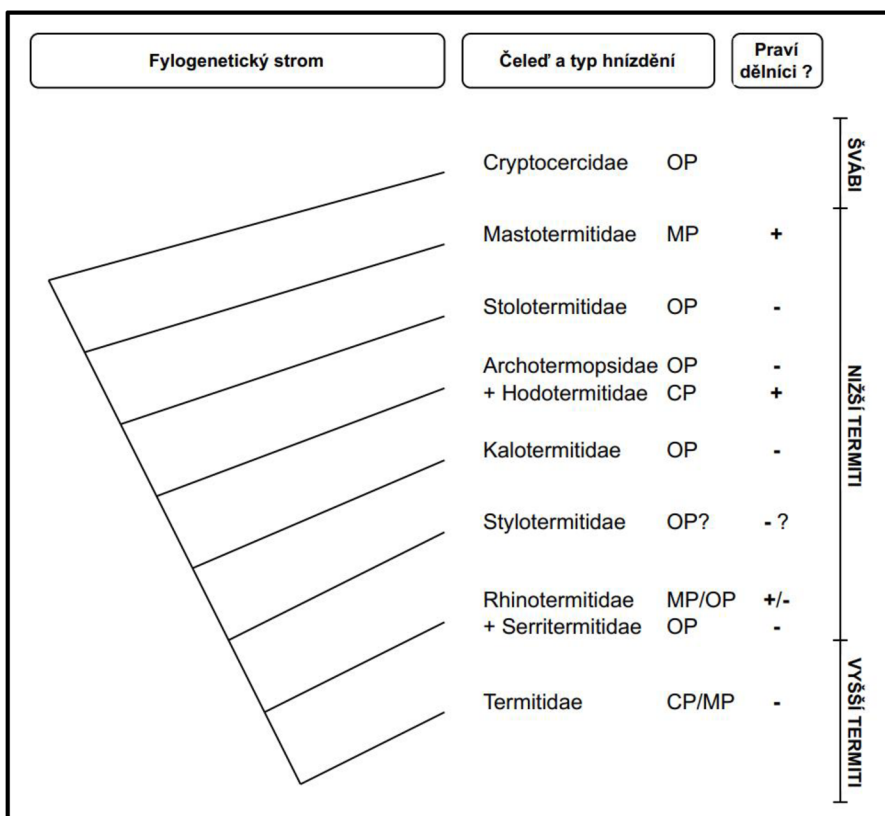 Fylogenetický strom
Čeleď a typ hnízdění
Praví
dělníci ?
Cryptocercidae OP
Mastotermitidae MP +
Stolotermitidae OP -
Archotermopsidae OP -
+ Hodotermitidae CP +
Kalotermitidae OP -
Stylotermitidae OP? - ?
Rhinotermitidae MP/OP +/-
+ Serritermitidae OP -
Termitidae CP/MP -
ŠVÁBI
NIŽŠÍ TERMITI
VYŠŠÍ TERMITI